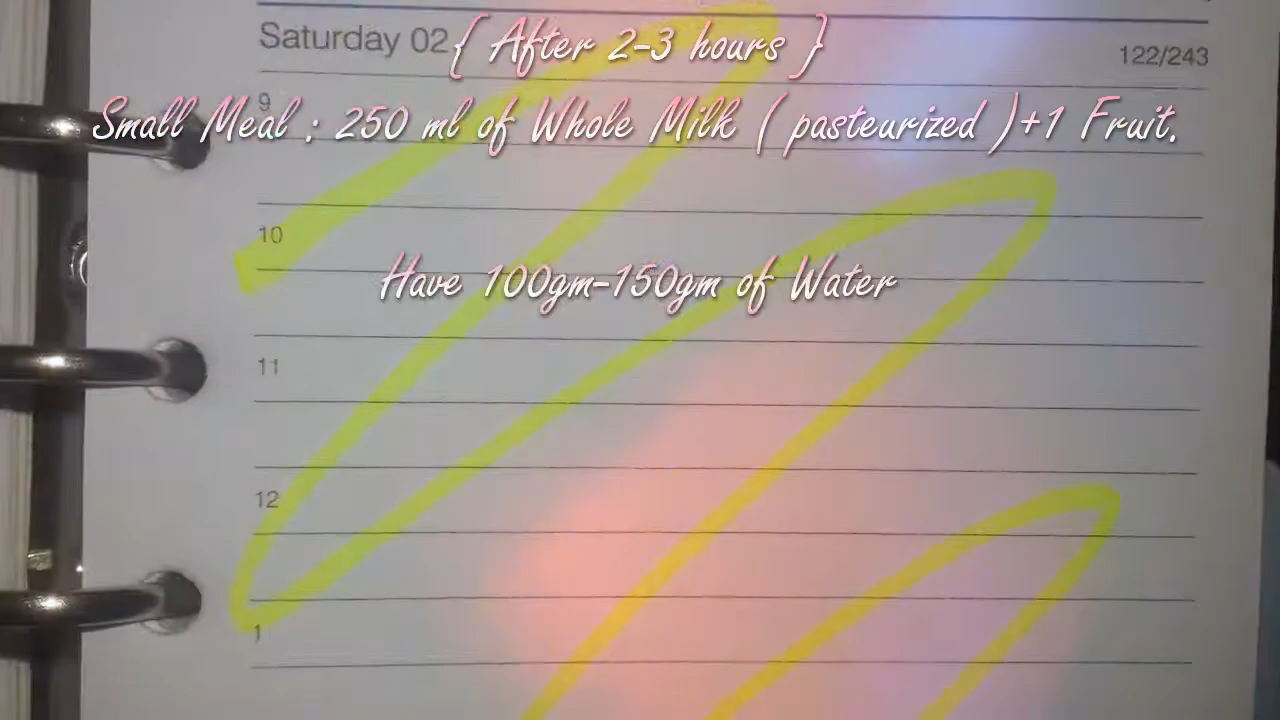 Saturday 02 { After 2-3 hours }
122/243
9
Small Meal : 250 ml of Whole Milk ( pasteurized )+1 Fruit.
10
Have 100gm-150gm of Water
11
12
1